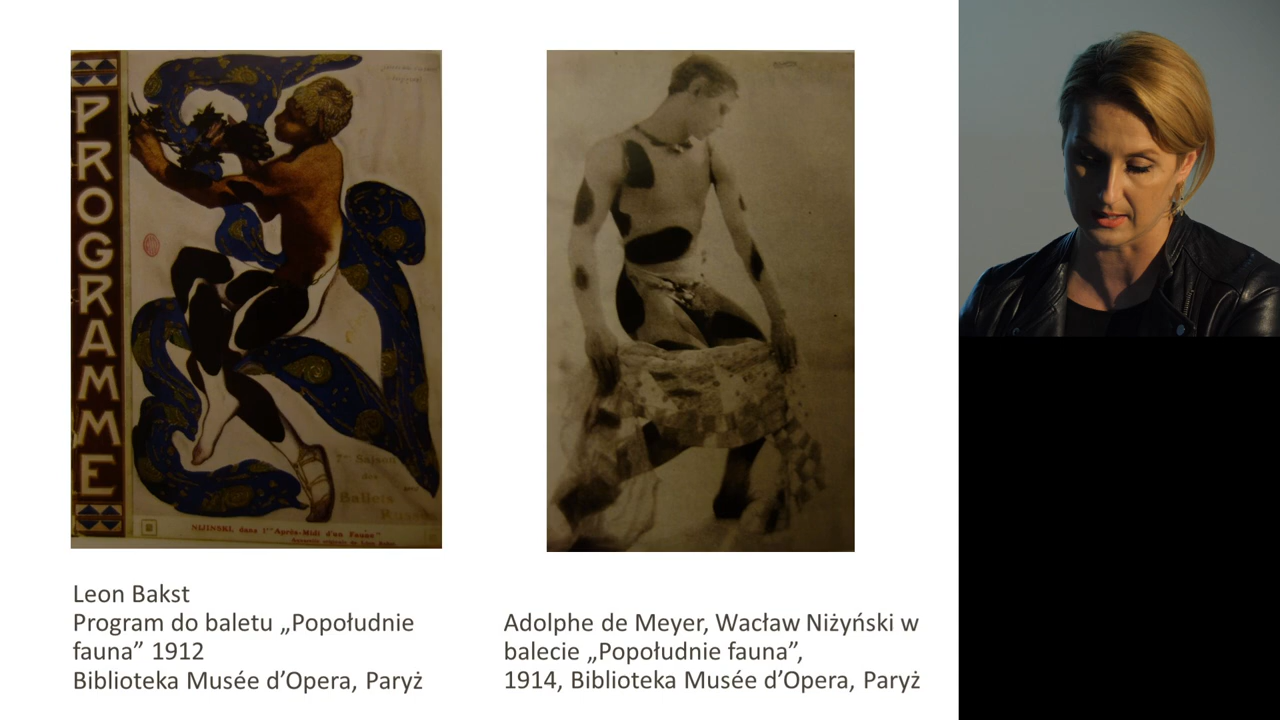 PROGRAMME
7me Saison
des
Ballets
NIJINSKI, dans l'"Après-Midi d'un Faune"
Leon Bakst
Program do baletu „Popołudnie
fauna” 1912
Biblioteka Musée d’Opera, Paryż
Adolphe de Meyer, Wacław Niżyński w
balecie „Popołudnie fauna”,
1914, Biblioteka Musée d’Opera, Paryż